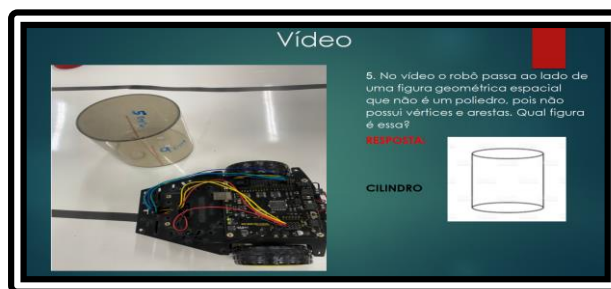 Vídeo
5. No vídeo o robô passa ao lado de
uma figura geométrica espacial
que não é um poliedro, pois não
possui vértices e arestas. Qual figura
é essa?
RESPOSTA:
CILINDRO